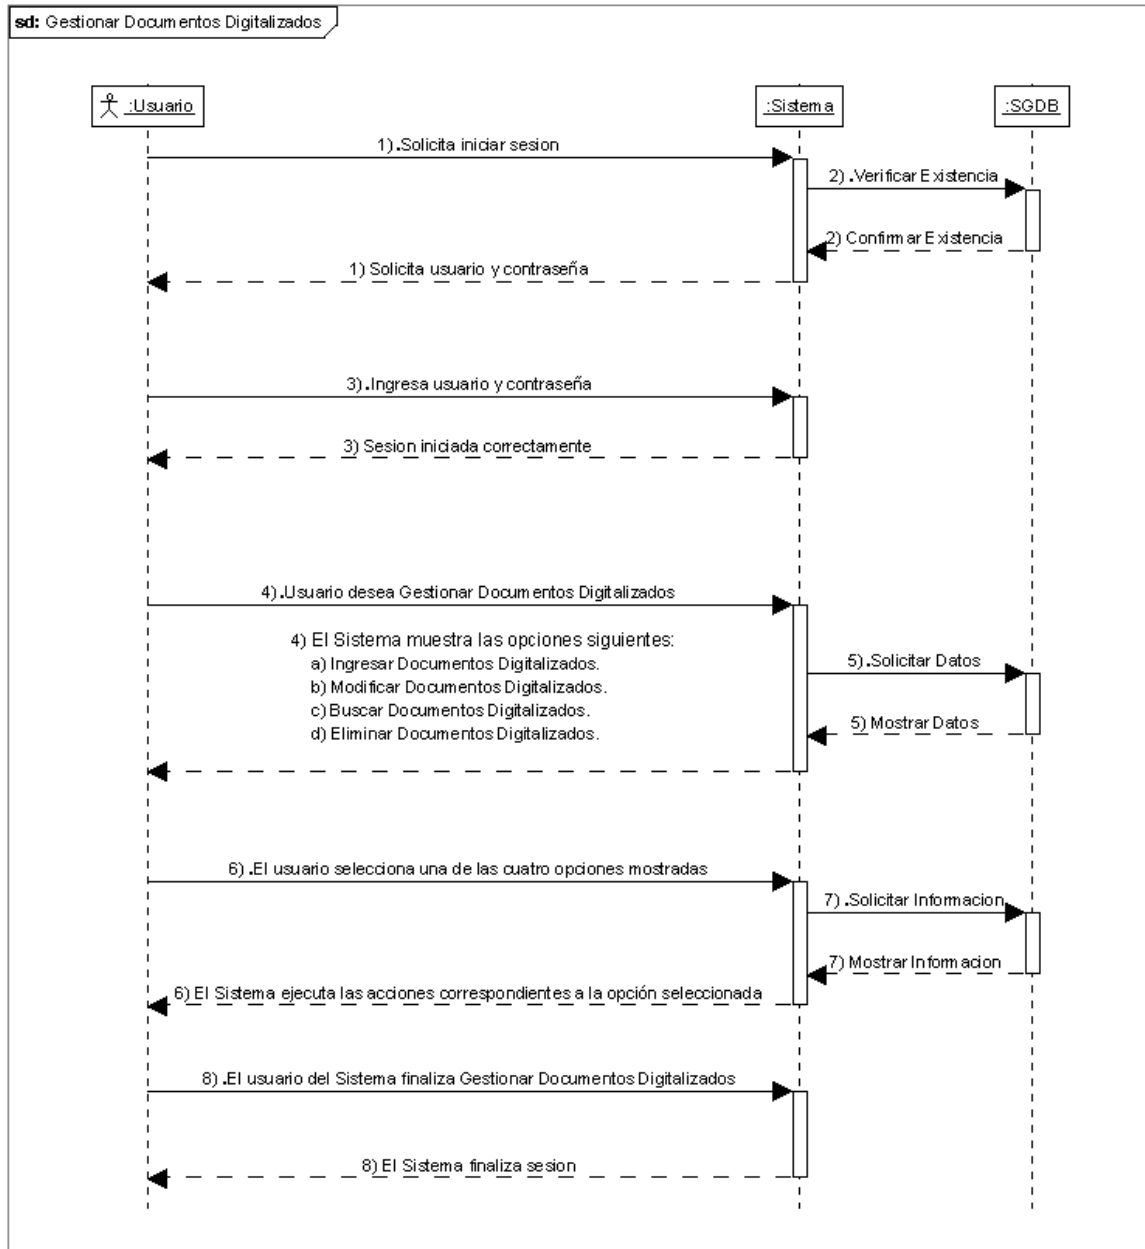 sd: Gestionar Documentos Digitalizados
:Usuario
:Sistema
:SGDB
1).Solicita iniciar sesion
2).Verificar Existencia
2) Confirmar Existencia
1) Solicita usuario y contraseña
3).Ingresa usuario y contraseña
3) Sesion iniciada correctamente
4).Usuario desea Gestionar Documentos Digitalizados
4) El Sistema muestra las opciones siguientes:
a) Ingresar Documentos Digitalizados.
b) Modificar Documentos Digitalizados.
c) Buscar Documentos Digitalizados.
d) Eliminar Documentos Digitalizados.
5).Solicitar Datos
5) Mostrar Datos
6).El usuario selecciona una de las cuatro opciones mostradas
7).Solicitar Informacion
7) Mostrar Informacion
6) El Sistema ejecuta las acciones correspondientes a la opción seleccionada
8).El usuario del Sistema finaliza Gestionar Documentos Digitalizados
8) El Sistema finaliza sesion